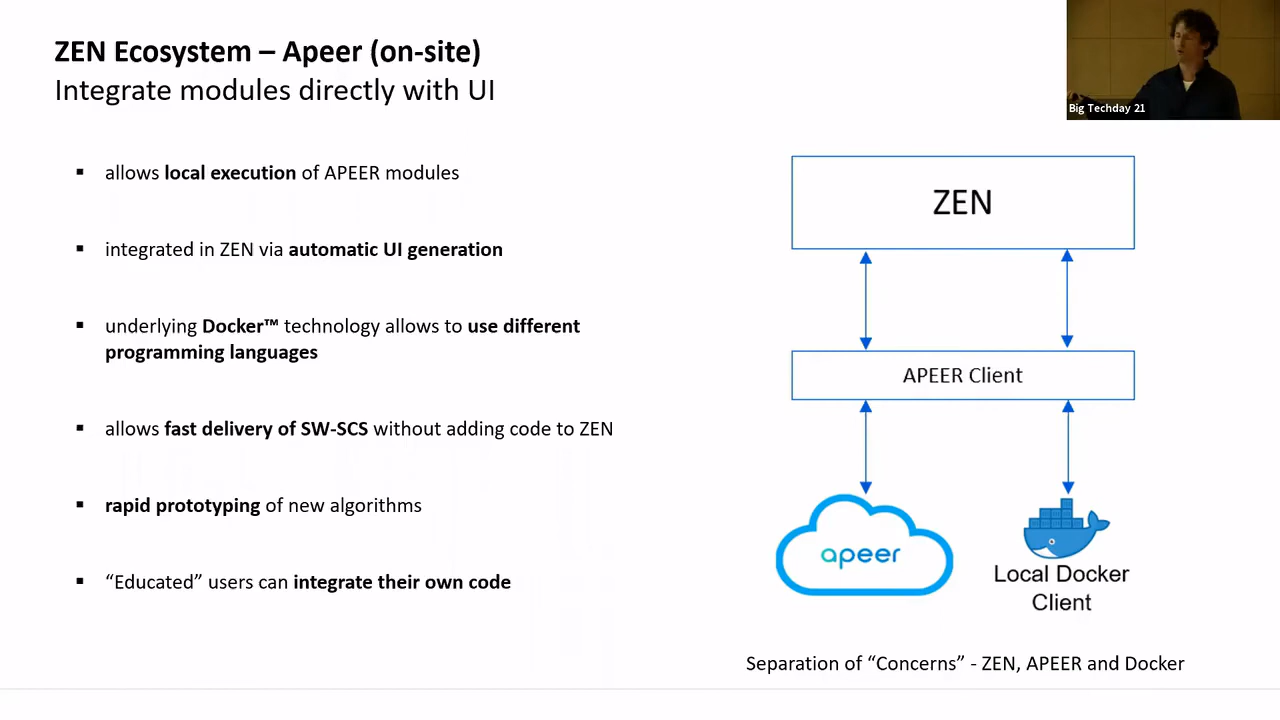 ZEN Ecosystem – Apeer (on-site)
Integrate modules directly with UI
Big Techday 21
▪ allows local execution of APEER modules
▪ integrated in ZEN via automatic UI generation
▪ underlying Docker™ technology allows to use different
programming languages
▪ allows fast delivery of SW-SCS without adding code to ZEN
▪ rapid prototyping of new algorithms
▪ “Educated” users can integrate their own code
ZEN
APEER Client
apeer
Local Docker
Client
Separation of “Concerns” - ZEN, APEER and Docker